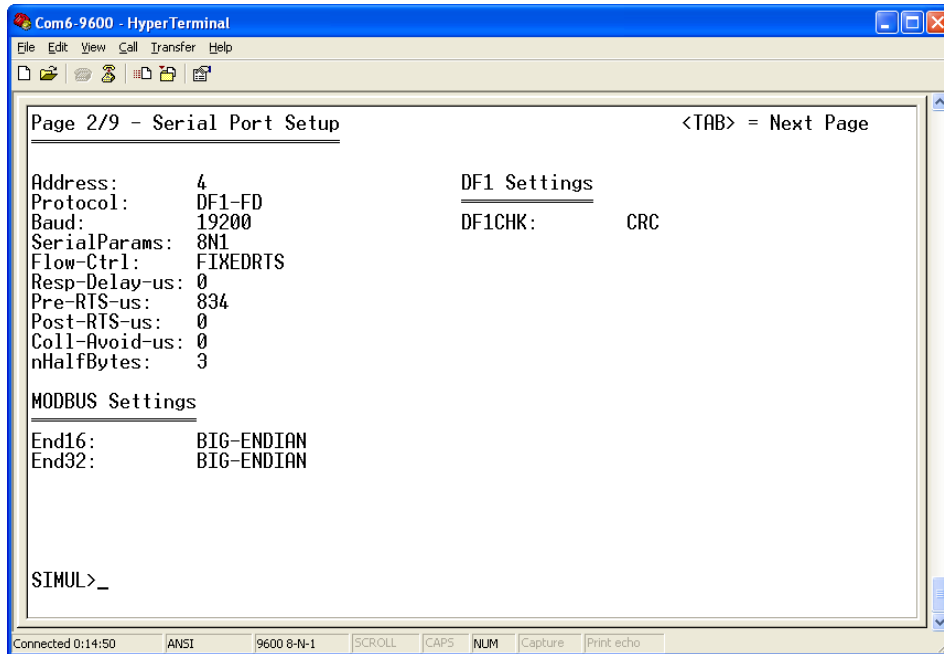 Com6-9600 - HyperTerminal
File Edit View Call Transfer Help
Page 2/9 - Serial Port Setup <TAB> = Next Page
Address: 4
Protocol: DF1-FD
Baud: 19200
SerialParams: 8N1
Flow-Ctrl: FIXEDRTS
Resp-Delay-us: 0
Pre-RTS-us: 834
Post-RTS-us: 0
Coll-Avoid-us: 0
nHalfBytes: 3
DF1 Settings
DF1CHK: CRC
MODBUS Settings
End16: BIG-ENDIAN
End32: BIG-ENDIAN
SIMUL>_
Connected 0:14:50 ANSI 9600 8-N-1 SCROLL CAPS NUM Capture Print echo